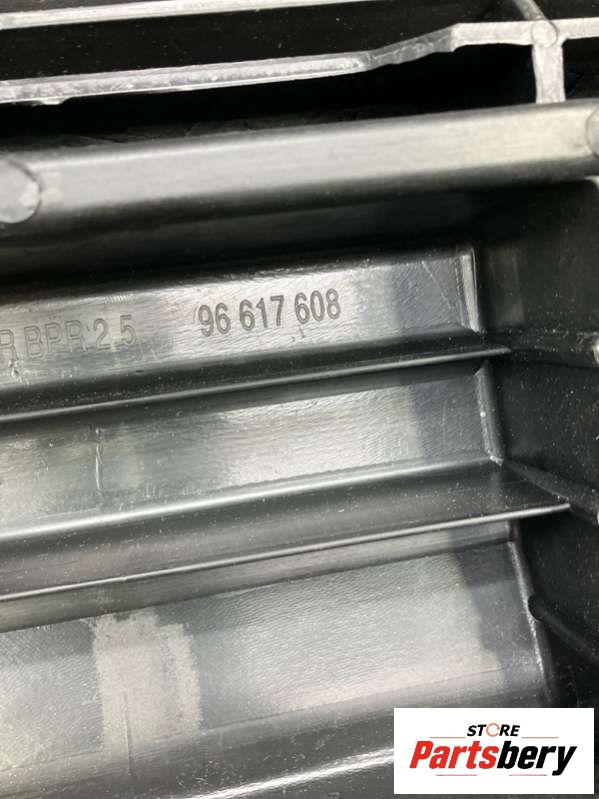 R BPR.2.5 96 617 608
STORE
Partsbery